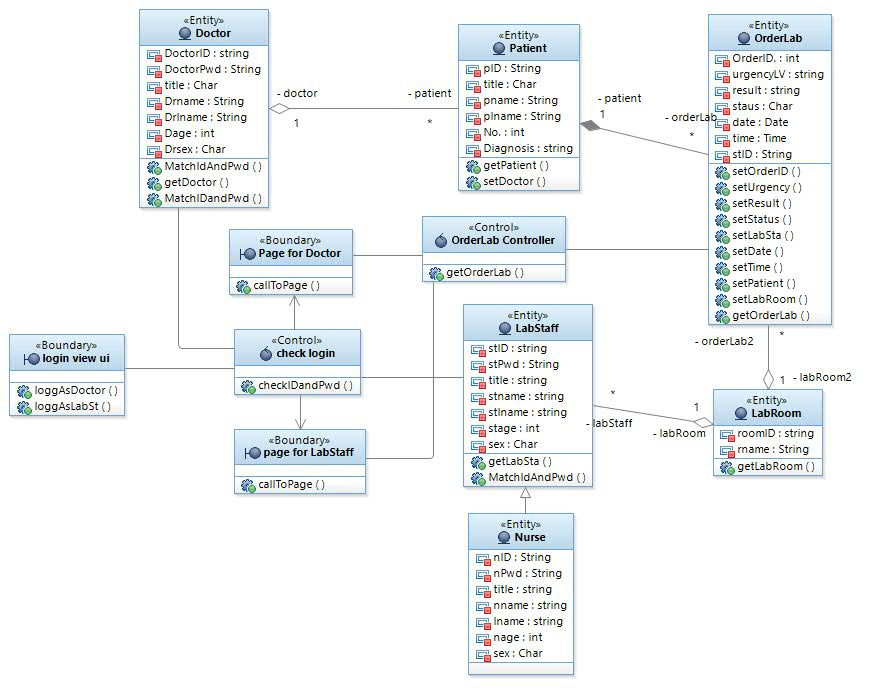 «Entity»
Doctor
DoctorID : string
DoctorPwd : String
title : Char
Drname : String
Drlname : String
Dage : int
Drsex : Char
MatchIdAndPwd ( )
getDoctor ( )
MatchIDandPwd ( )
- doctor
1
- patient
*
«Entity»
Patient
pID : String
title : Char
pname : String
plname : String
No. : int
Diagnosis : string
getPatient ( )
setDoctor ( )
- patient
1
- orderLab
*
«Entity»
OrderLab
OrderID. : int
urgencyLV : string
result : string
staus : Char
date : Date
time : Time
stID : String
setOrderID ( )
setUrgency ( )
setResult ( )
setStatus ( )
setLabSta ( )
setDate ( )
setTime ( )
setPatient ( )
setLabRoom ( )
getOrderLab ( )
«Boundary»
Page for Doctor
callToPage ( )
«Control»
OrderLab Controller
getOrderLab ( )
«Boundary»
login view ui
loggAsDoctor ( )
loggAsLabSt ( )
«Control»
check login
checkIDandPwd ( )
«Boundary»
page for LabStaff
callToPage ( )
«Entity»
LabStaff
stID : string
stPwd : String
title : string
stname : string
stlname : string
stage : int
sex : Char
getLabSta ( )
MatchIdAndPwd ( )
*
- labStaff
1
- labRoom
*
- orderLab2
1
- labRoom2
«Entity»
LabRoom
roomID : string
rname : String
getLabRoom ( )
«Entity»
Nurse
nID : String
nPwd : String
title : string
nname : string
lname : string
nage : int
sex : Char